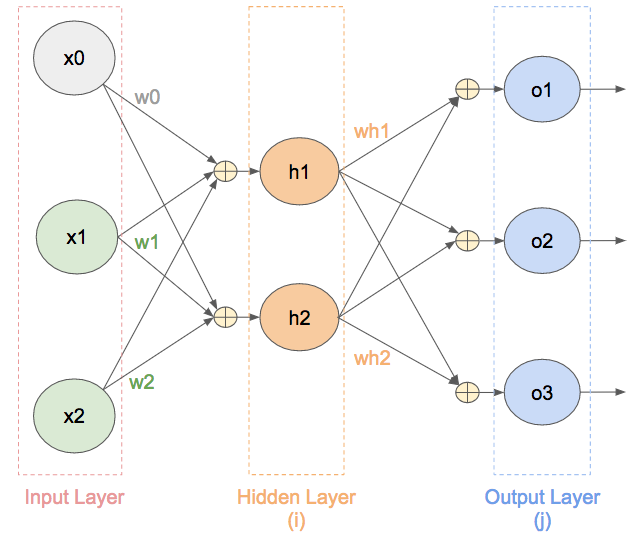 x0
w0
x1
w1
x2
w2
h1
h2
wh1
wh2
o1
o2
o3
Input Layer
Hidden Layer
(i)
Output Layer
(j)